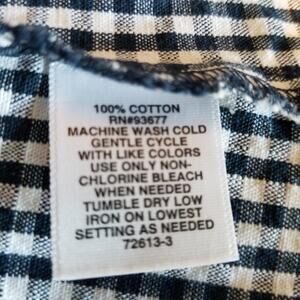 100% COTTON
RN#93677
MACHINE WASH COLD
GENTLE CYCLE
WITH LIKE COLORS
USE ONLY NON-
CHLORINE BLEACH
WHEN NEEDED
TUMBLE DRY LOW
IRON ON LOWEST
SETTING AS NEEDED
72613-3